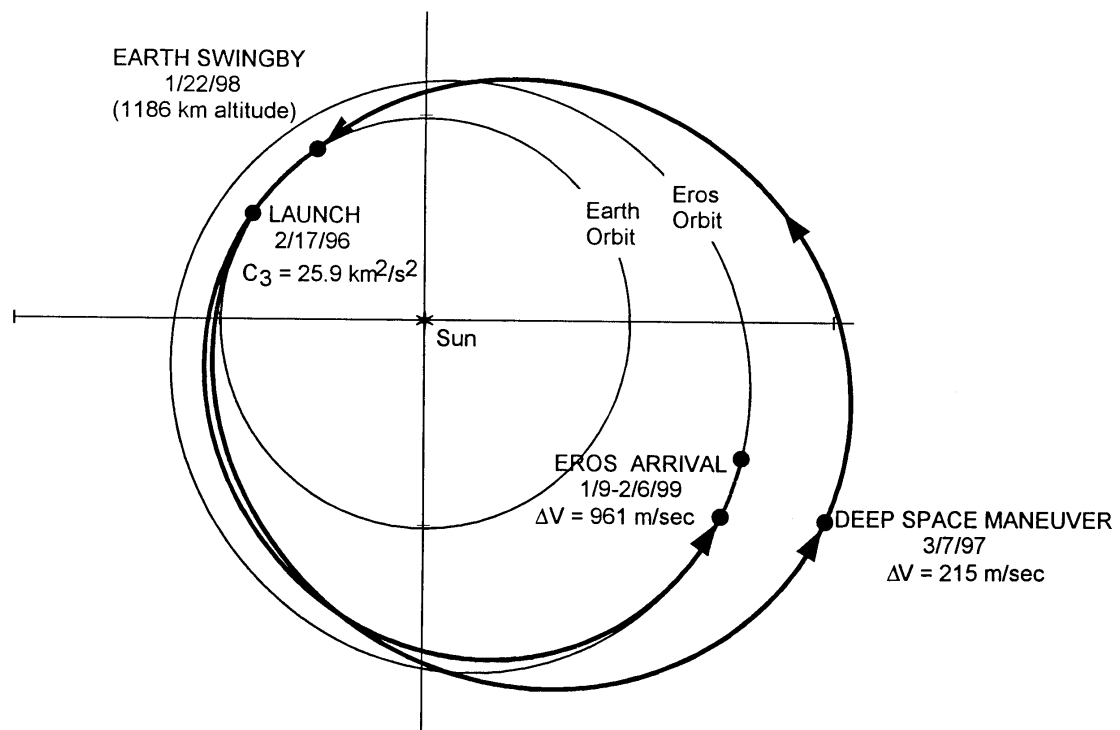 EARTH SWINGBY
1/22/98
(1186 km altitude)
LAUNCH
2/17/96
C₃ = 25.9 km²/s²
Earth
Orbit
Eros
Orbit
Sun
EROS ARRIVAL
1/9-2/6/99
ΔV = 961 m/sec
DEEP SPACE MANEUVER
3/7/97
ΔV = 215 m/sec